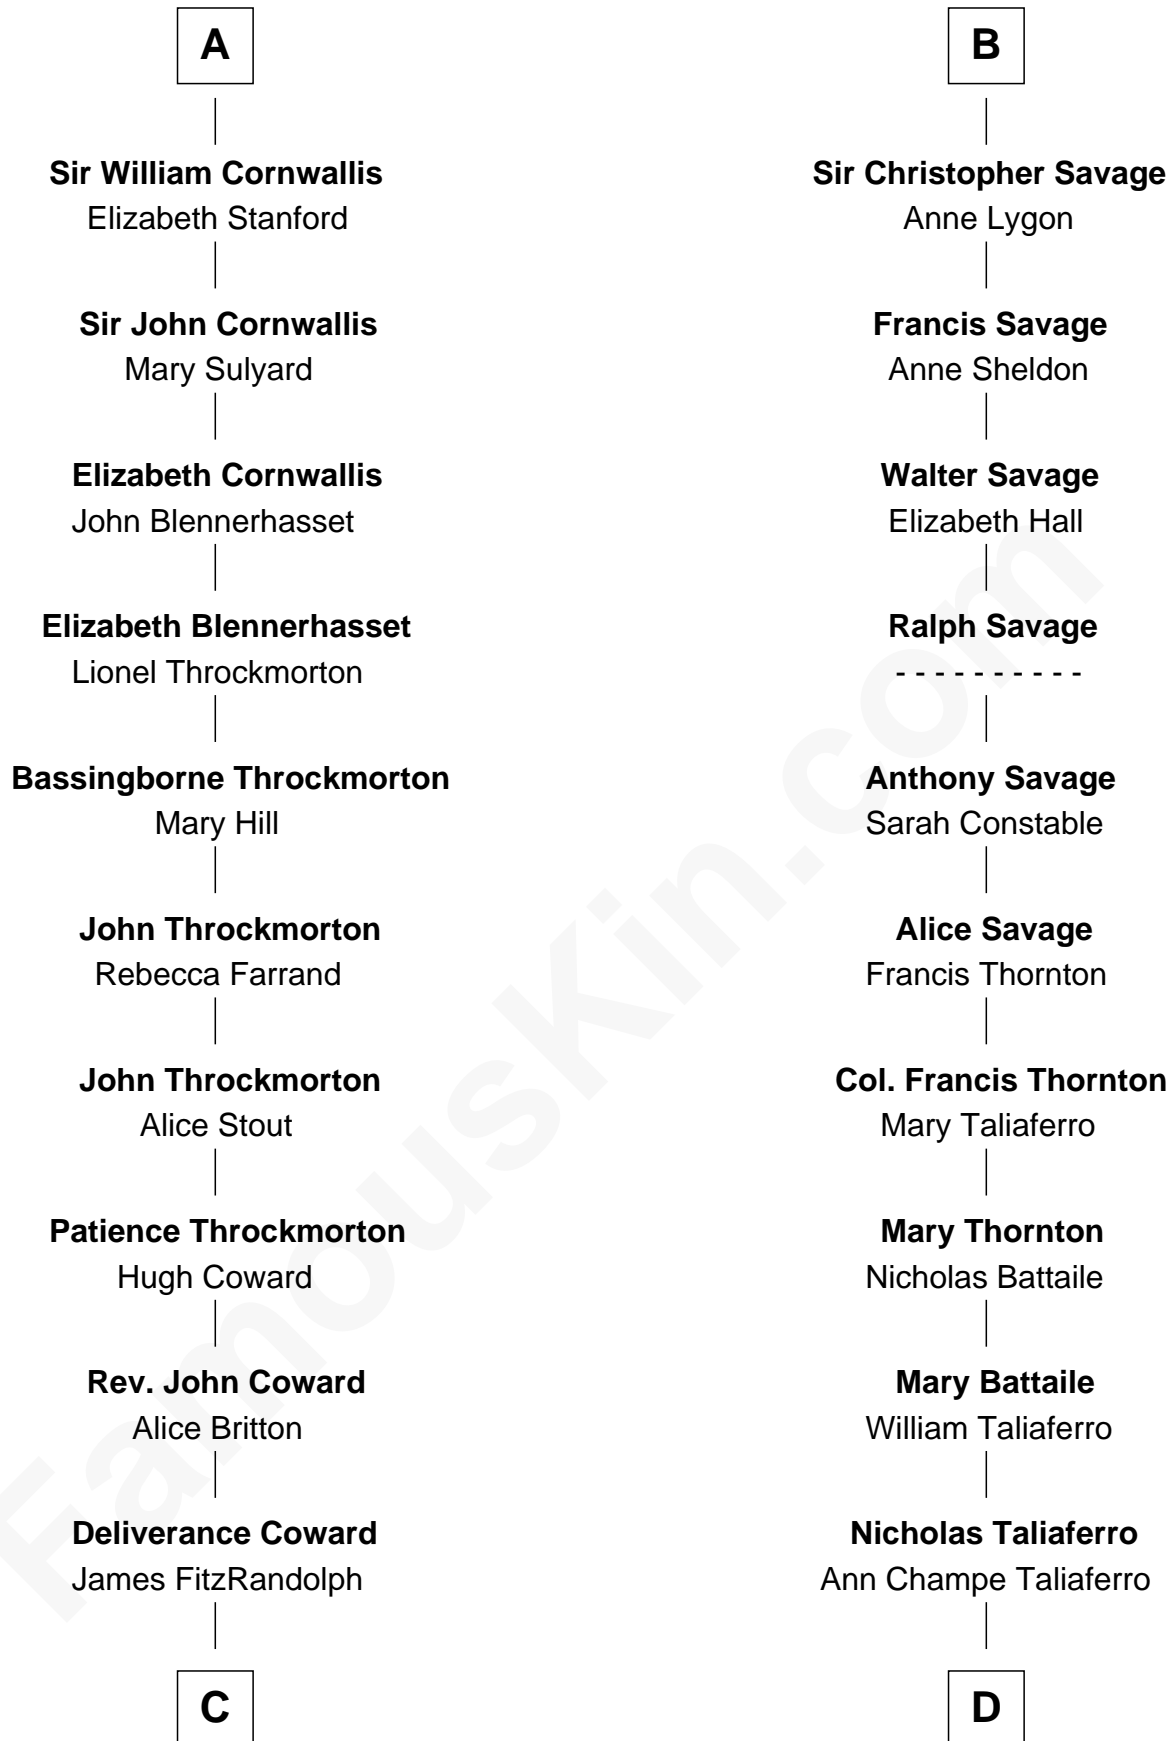 A
Sir William Cornwallis
Elizabeth Stanford
Sir John Cornwallis
Mary Sulyard
Elizabeth Cornwallis
John Blennerhasset
Elizabeth Blennerhasset
Lionel Throckmorton
Bassingborne Throckmorton
Mary Hill
John Throckmorton
Rebecca Farrand
John Throckmorton
Alice Stout
Patience Throckmorton
Hugh Coward
Rev. John Coward
Alice Britton
Deliverance Coward
James FitzRandolph
C
B
Sir Christopher Savage
Anne Lygon
Francis Savage
Anne Sheldon
Walter Savage
Elizabeth Hall
Ralph Savage
- - - - - - - - - -
Anthony Savage
Sarah Constable
Alice Savage
Francis Thornton
Col. Francis Thornton
Mary Taliaferro
Mary Thornton
Nicholas Battaile
Mary Battaile
William Taliaferro
Nicholas Taliaferro
Ann Champe Taliaferro
D
FamousKin.com